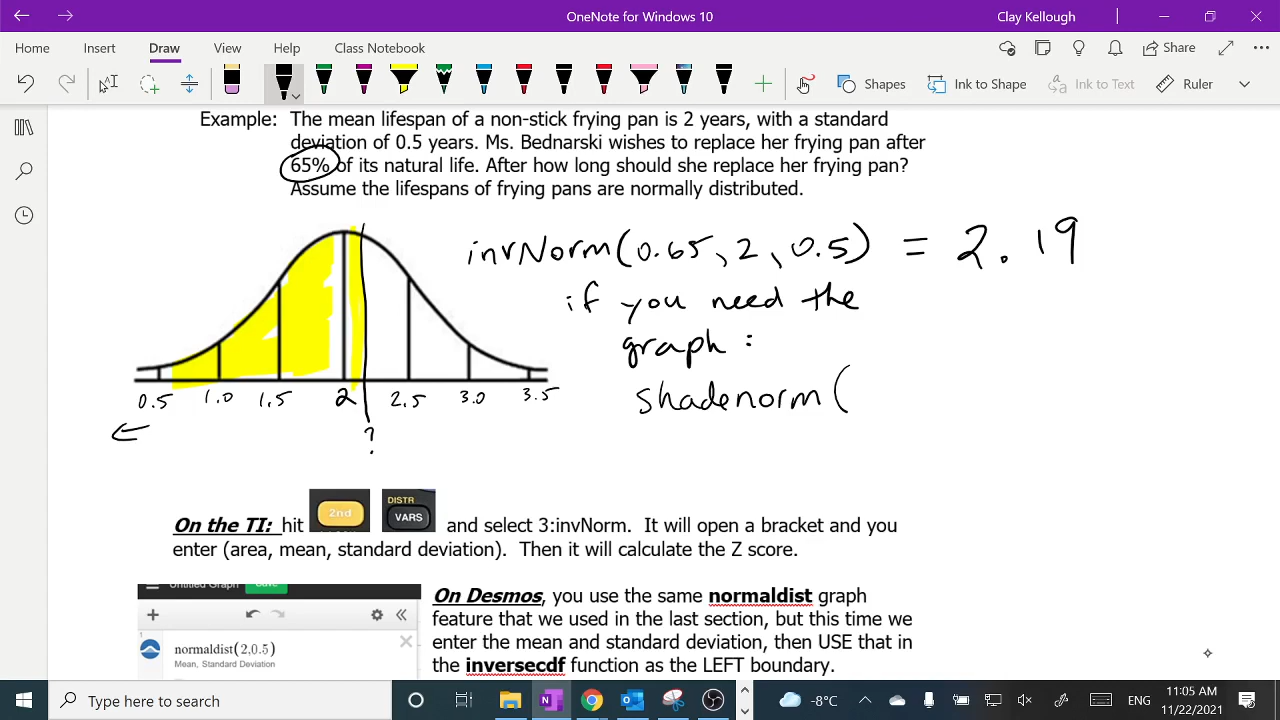 OneNote for Windows 10
Clay Kellough
Home Insert Draw View Help Class Notebook
Share
Shapes Ink to Shape Ink to Text Ruler
Example: The mean lifespan of a non-stick frying pan is 2 years, with a standard
deviation of 0.5 years. Ms. Bednarski wishes to replace her frying pan after
65% of its natural life. After how long should she replace her frying pan?
Assume the lifespans of frying pans are normally distributed.
invNorm(0.65, 2, 0.5) = 2.19
if you need the
graph:
shadenorm(
0.5 1.0 1.5 2 2.5 3.0 3.5
?
On the TI: hit 2nd DISTR VARS and select 3:invNorm. It will open a bracket and you
enter (area, mean, standard deviation). Then it will calculate the Z score.
Untitled Graph Save
1
normaldist(2,0.5)
Mean, Standard Deviation
On Desmos, you use the same normaldist graph
feature that we used in the last section, but this time we
enter the mean and standard deviation, then USE that in
the inversecdf function as the LEFT boundary.
Type here to search
-8°C
ENG
11:05 AM
11/22/2021